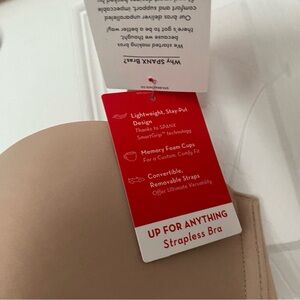 Why SPANX Bras?
We started making bras
because we thought
there got to be a better way!
Our bras deliver unparalleled
comfort and support, impeccable
Lightweight, Stay-Put
Design
Thanks to SPANX
SmartGrip™ technology
Memory Foam Cups
For a Custom, Comfy Fit
Convertible,
Removable Straps
Offer Ultimate Versatility
UP FOR ANYTHING
Strapless Bra